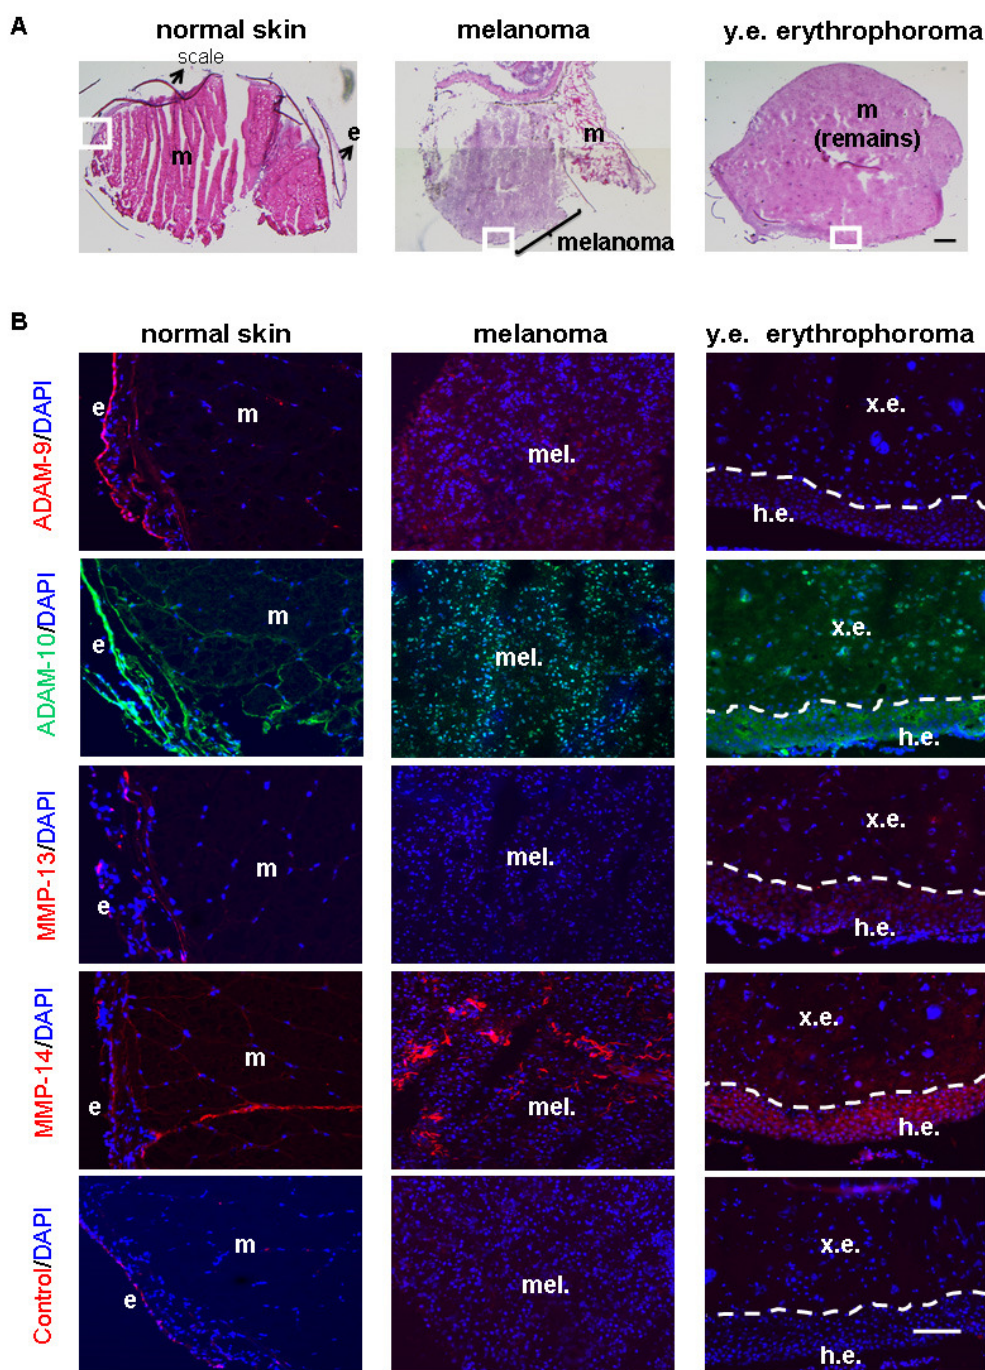 A
normal skin
melanoma
y.e. erythrophoroma
scale
e
m
m
m
(remains)
melanoma
B
normal skin
melanoma
y.e. erythrophoroma
ADAM-9/DAPI
e
m
mel.
x.e.
h.e.
ADAM-10/DAPI
e
m
mel.
x.e.
h.e.
MMP-13/DAPI
e
m
mel.
x.e.
h.e.
MMP-14/DAPI
e
m
mel.
x.e.
h.e.
Control/DAPI
e
m
mel.
x.e.
h.e.